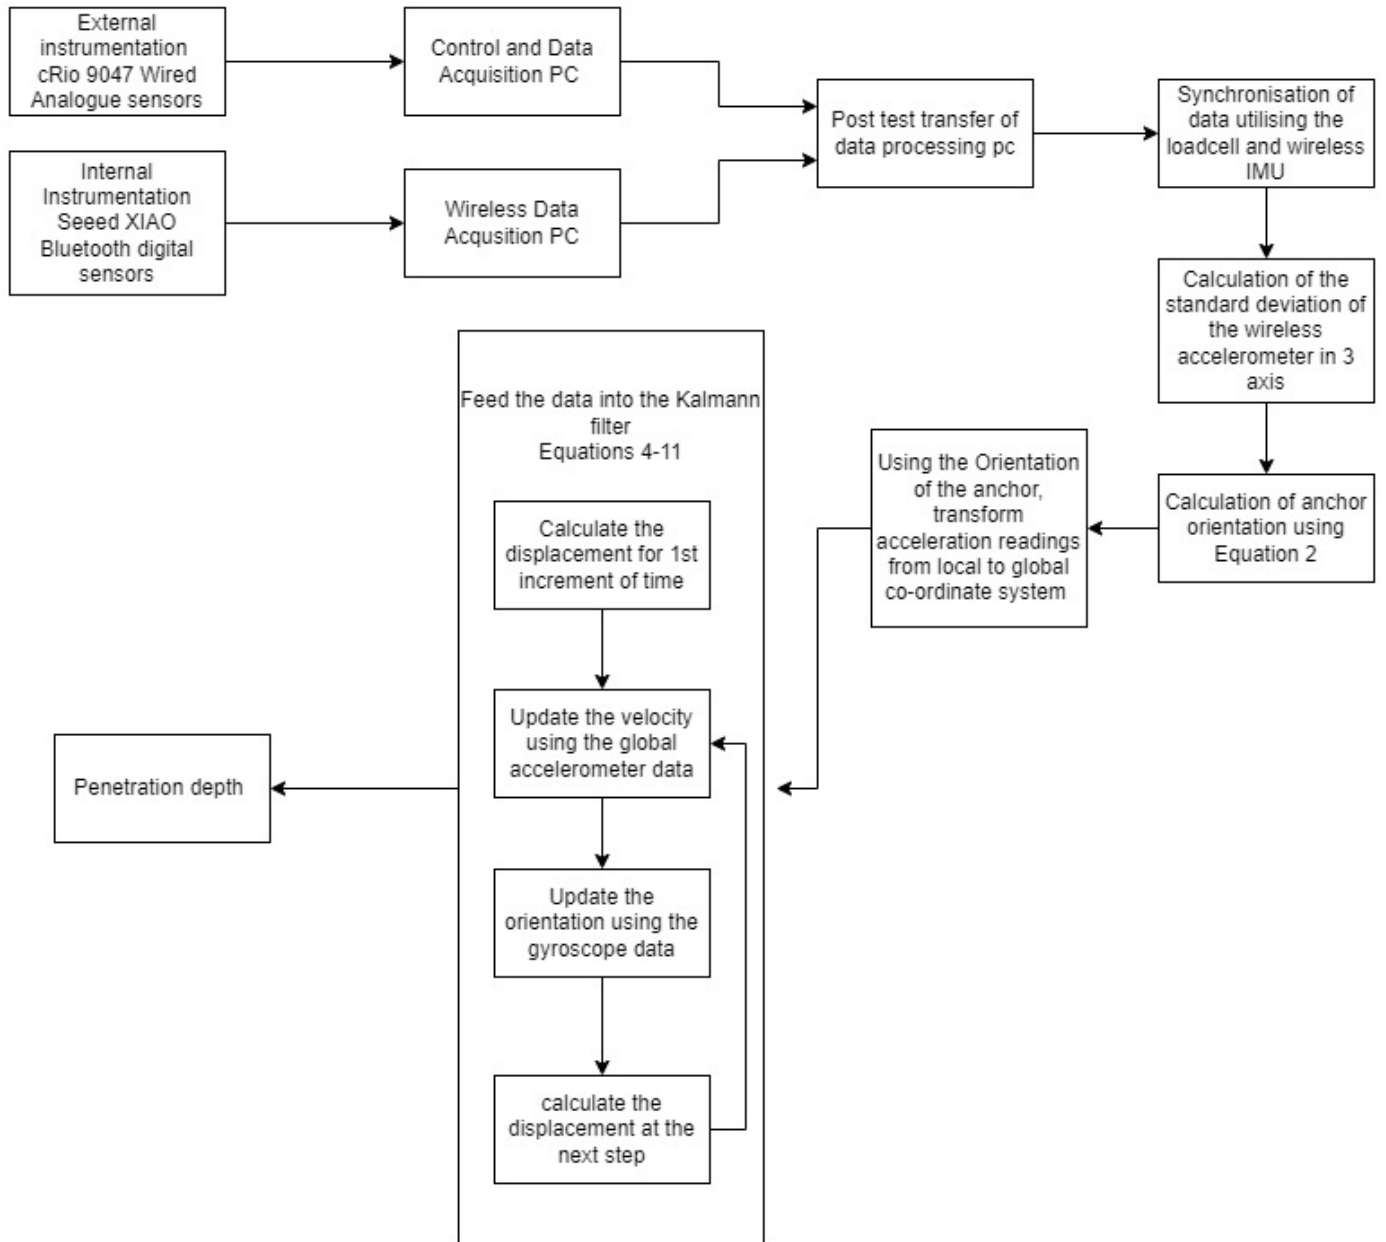 External
instrumentation
cRio 9047 Wired
Analogue sensors
Control and Data
Acquisition PC
Internal
Instrumentation
Seeed XIAO
Bluetooth digital
sensors
Wireless Data
Acqusition PC
Post test transfer of
data processing pc
Synchronisation of
data utilising the
loadcell and wireless
IMU
Calculation of the
standard deviation of
the wireless
accelerometer in 3
axis
Calculation of anchor
orientation using
Equation 2
Using the Orientation
of the anchor,
transform
acceleration readings
from local to global
co-ordinate system
Feed the data into the Kalmann
filter
Equations 4-11
Calculate the
displacement for 1st
increment of time
Update the velocity
using the global
accelerometer data
Update the
orientation using the
gyroscope data
calculate the
displacement at the
next step
Penetration depth